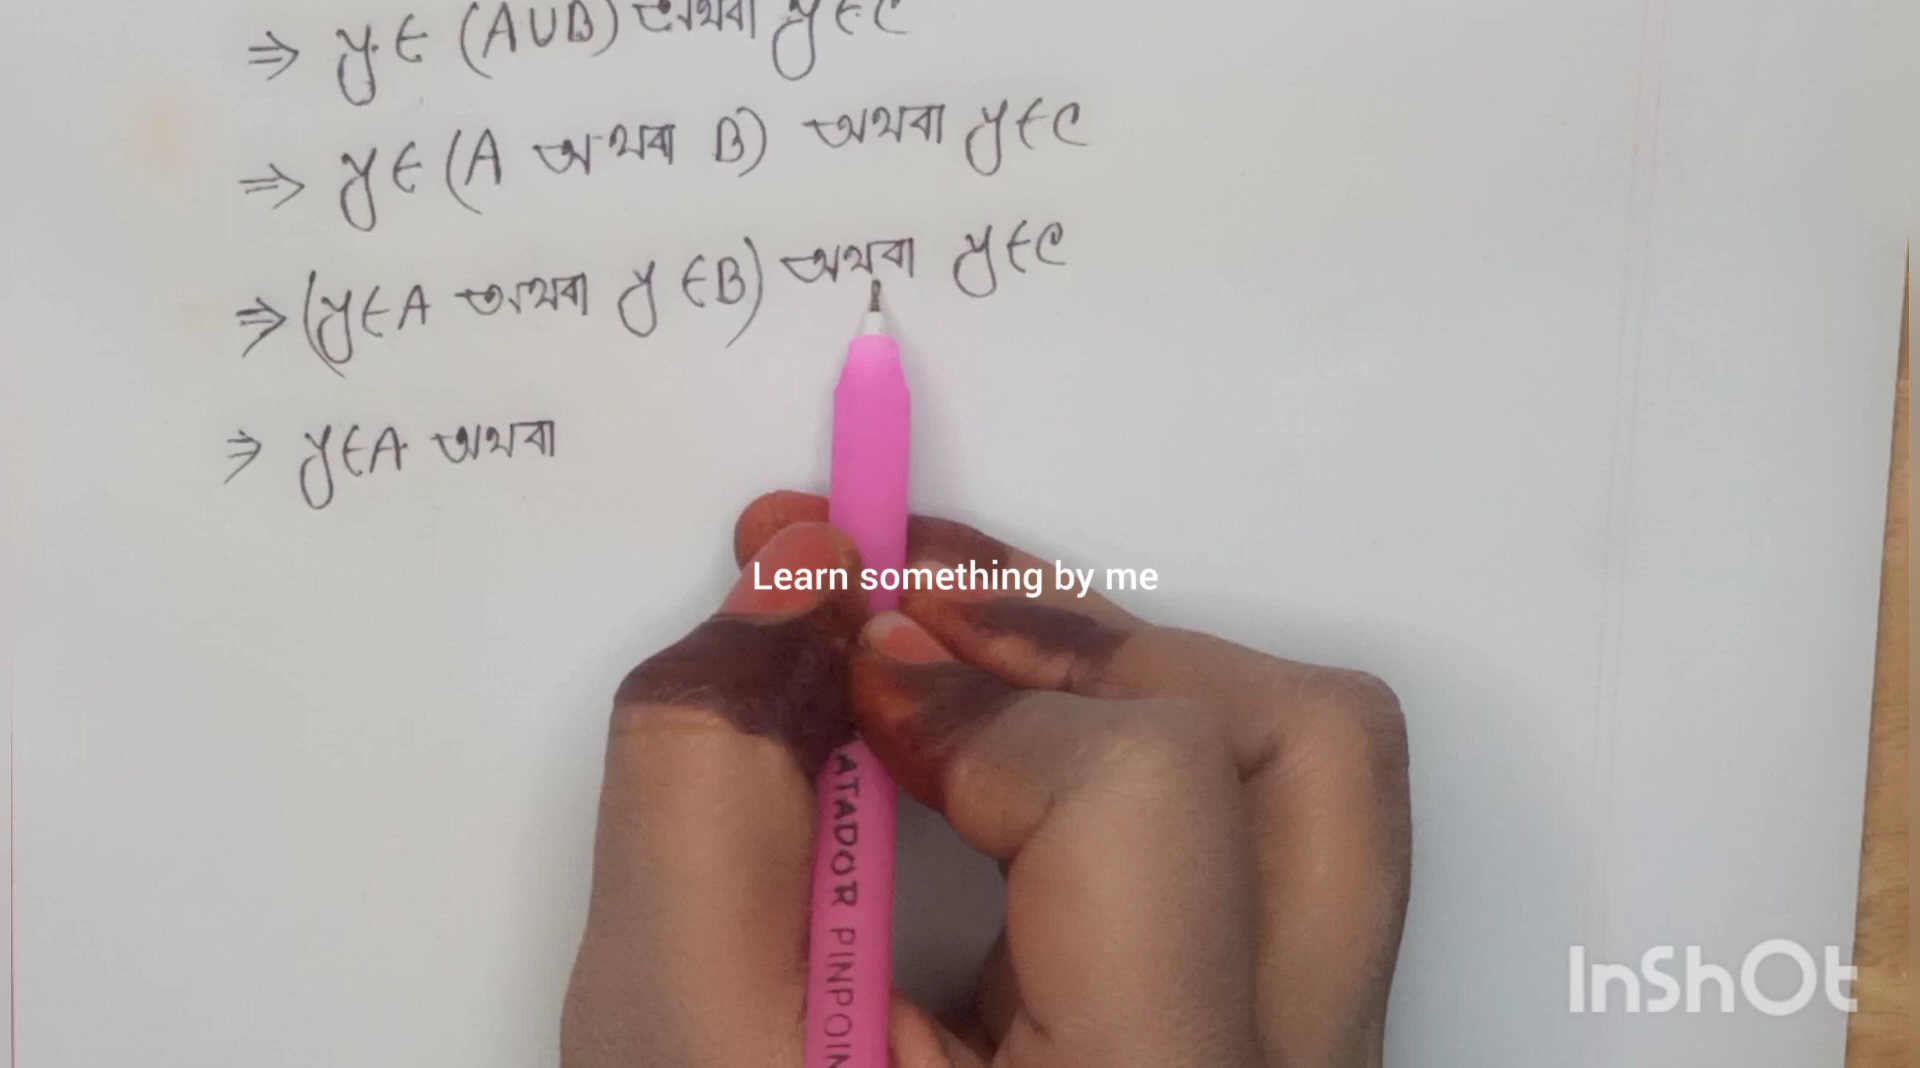 ⇒ y ∈ (A∪B) অথবা y ∈ C
⇒ y ∈ (A অথবা B) অথবা y ∈ C
⇒ (y ∈ A অথবা y ∈ B) অথবা y ∈ C
⇒ y ∈ A অথবা
Learn something by me
ATADOR PINPOIN
InShOt